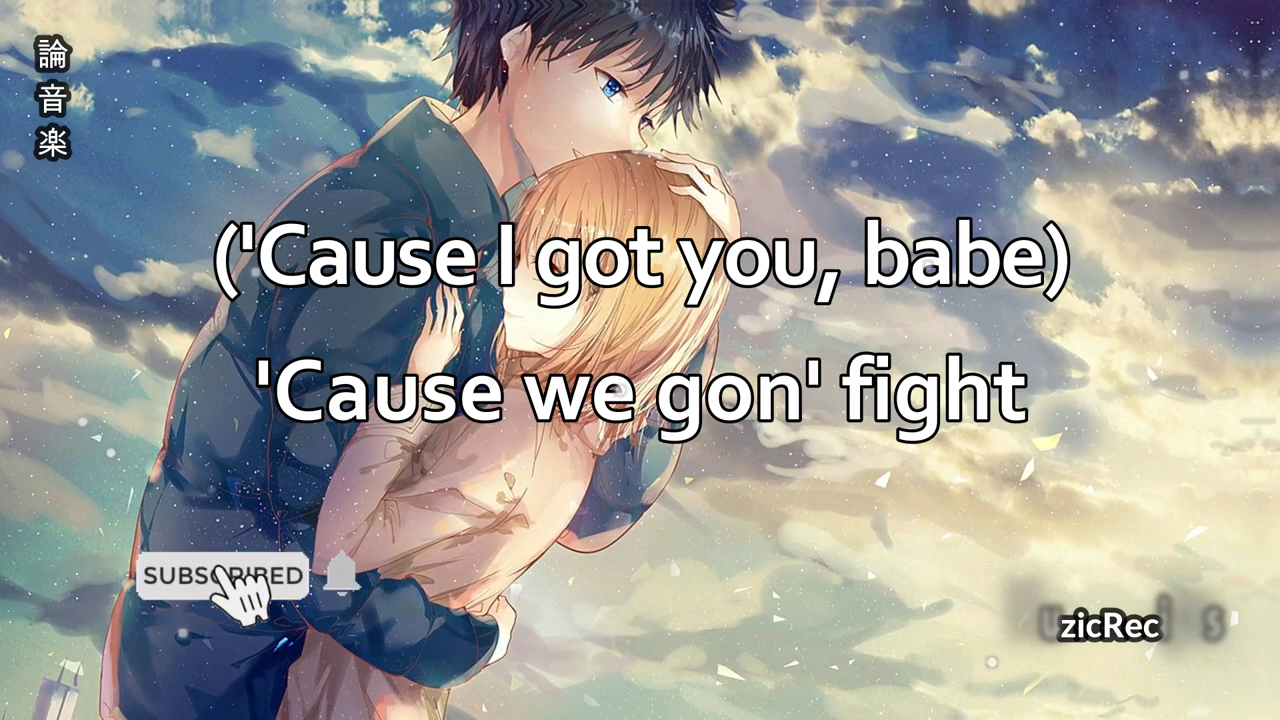 論
音
楽
('Cause I got you, babe)
'Cause we gon' fight
SUBSCRIBED
zicRec